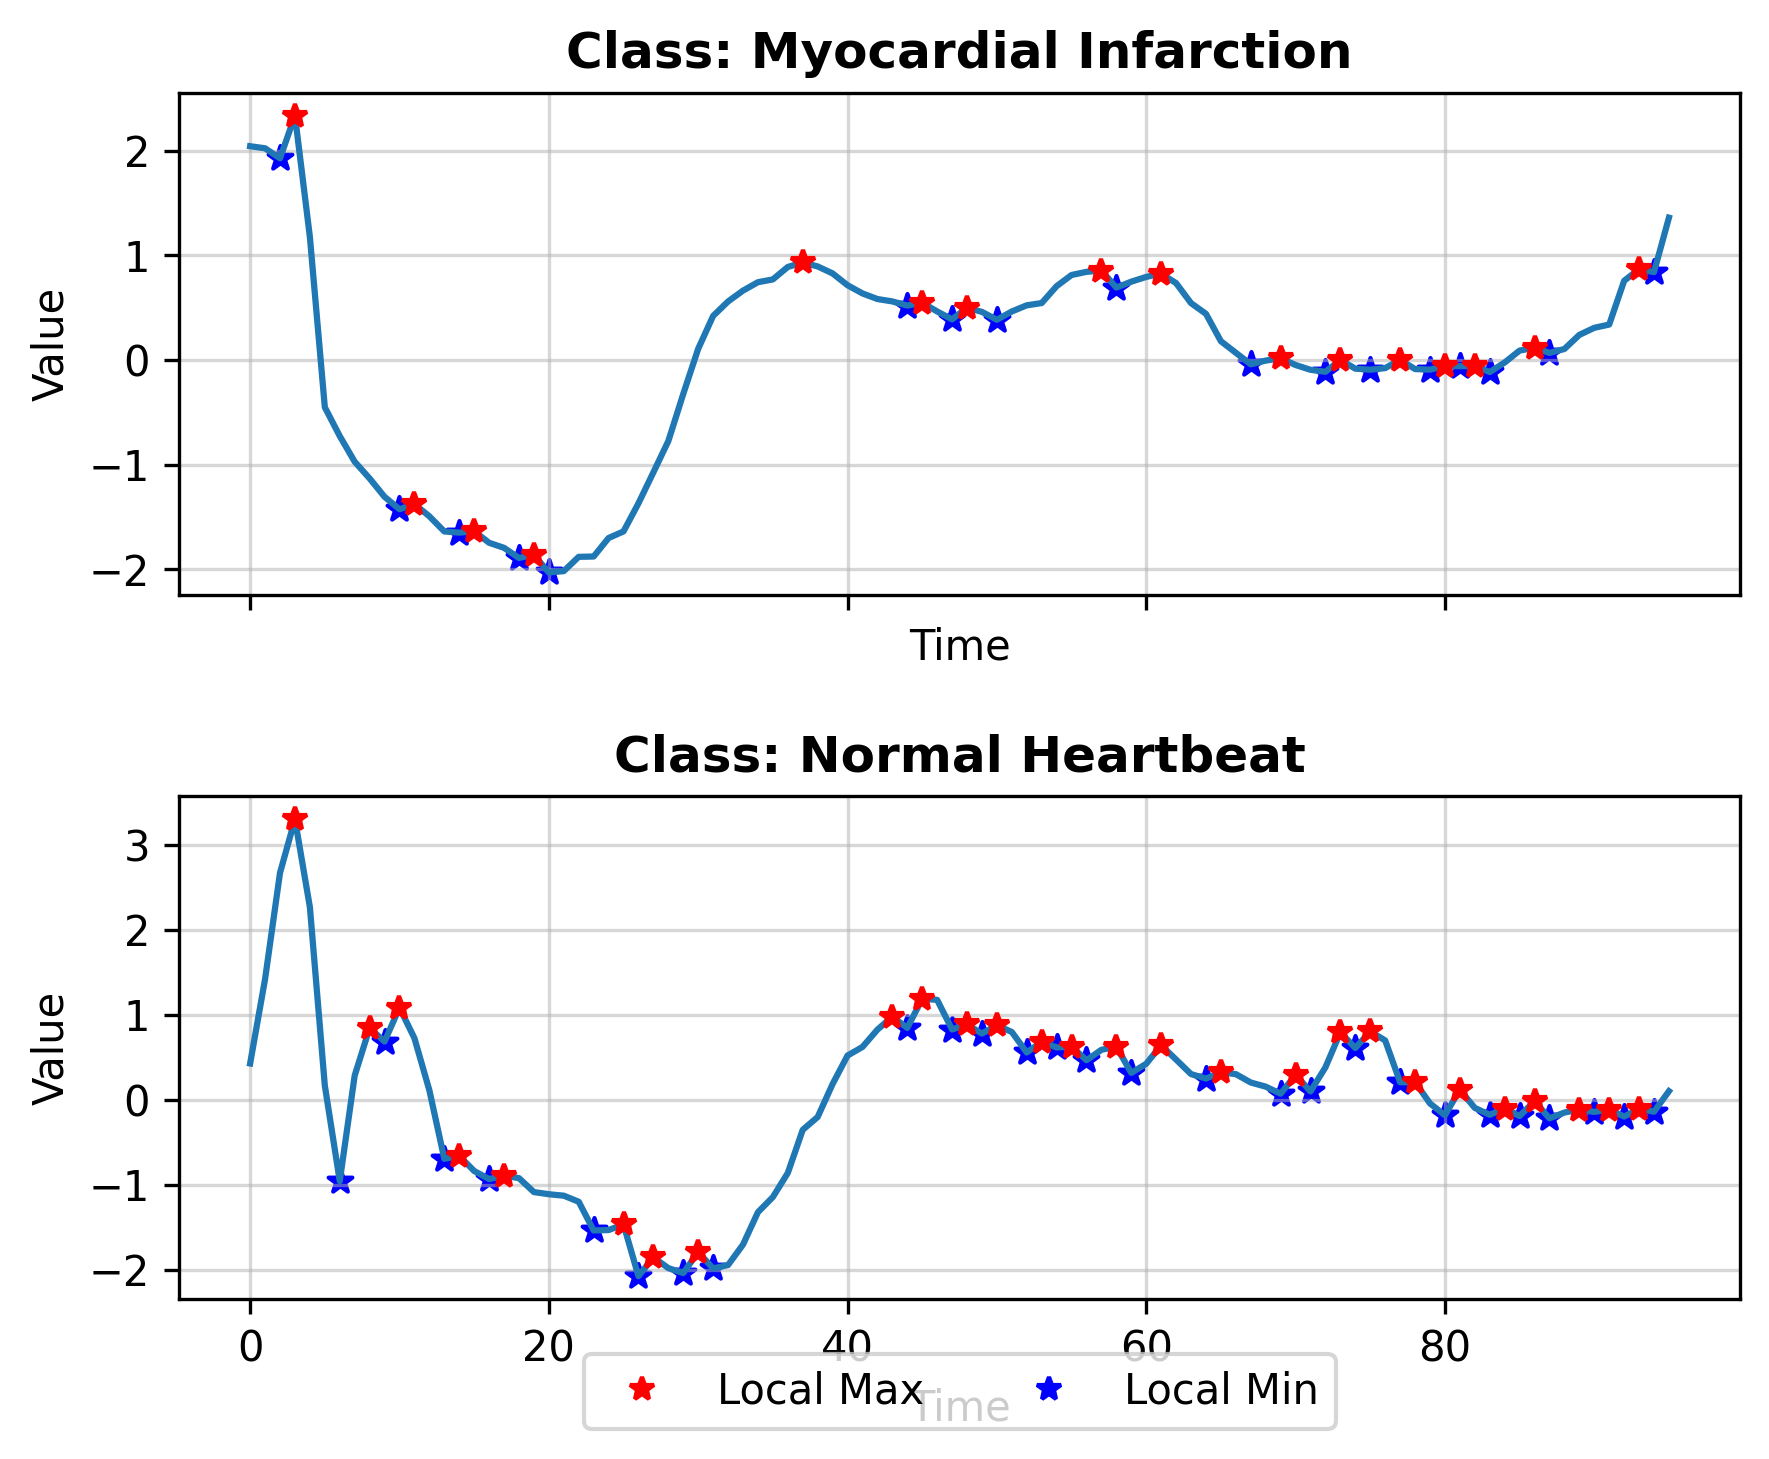 Class: Myocardial Infarction
Value
2
1
0
−1
−2
Time
Class: Normal Heartbeat
Value
3
2
1
0
−1
−2
0 20 40 60 80
Time
Local Max Local Min